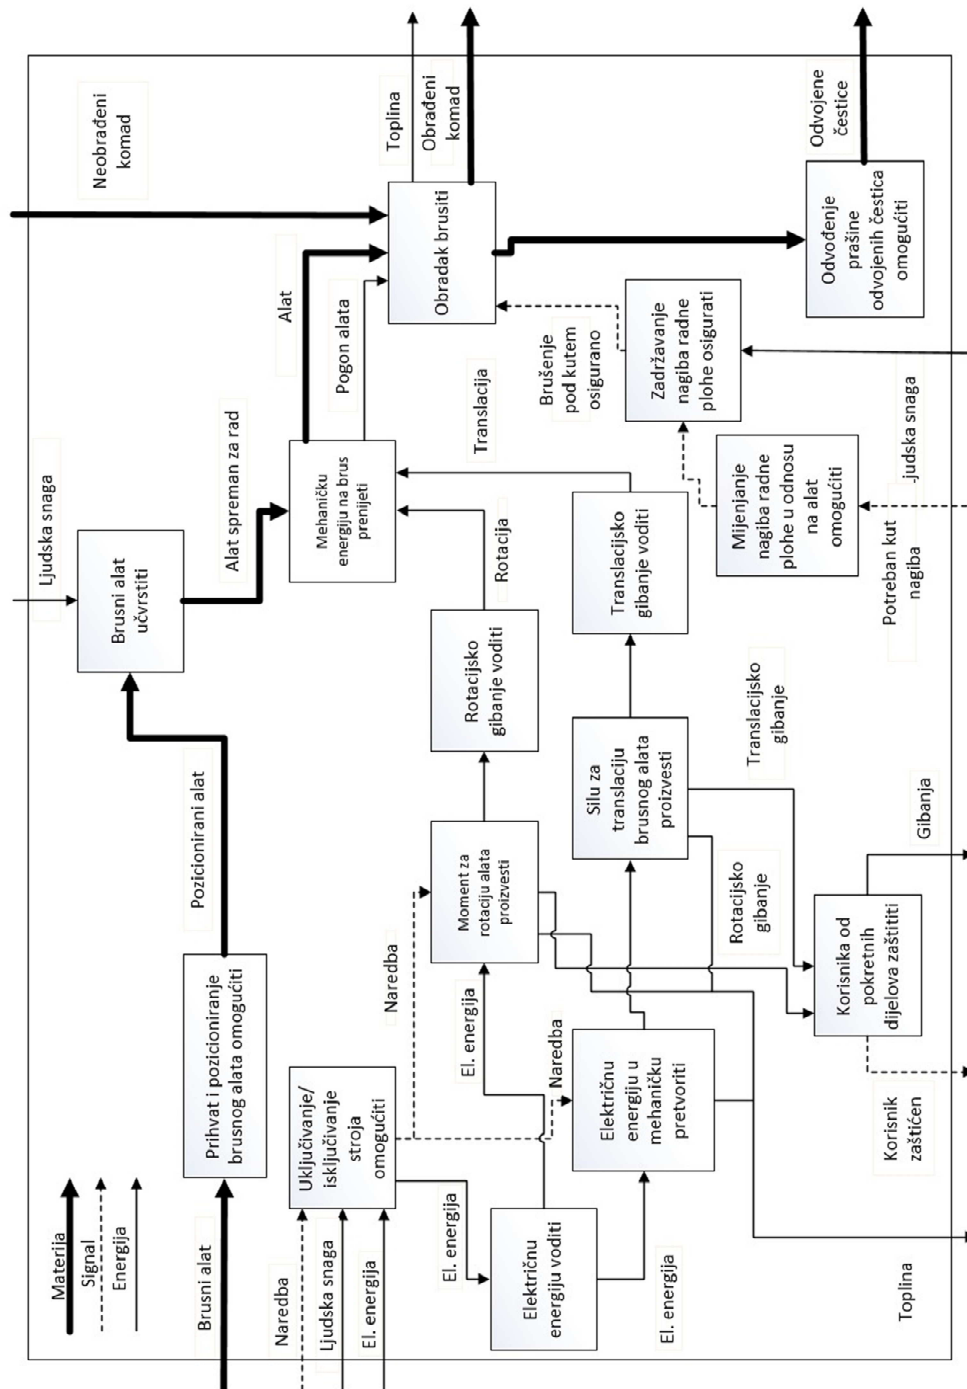 Materija
Signal
Energija
Brusni alat
Naredba
Ljudska snaga
El. energija
Prihvat i pozicioniranje
brusnog alata omogućiti
Pozicionirani alat
Ljudska snaga
Brusni alat
učvrstiti
Alat spreman za rad
Neobrađeni
komad
Uključivanje/
isključivanje
stroja
omogućiti
Naredba
El. energija
Električnu
energiju voditi
El. energija
El. energija
Naredba
Moment za
rotaciju alata
proizvesti
Rotacijsko
gibanje voditi
Rotacija
Mehaničku
energiju na brus
prenijeti
Alat
Pogon alata
Translacija
Obradak brusiti
Toplina
Obrađeni
komad
Električnu
energiju u
mehaničku
pretvoriti
Silu za
translaciju
brusnog alata
proizvesti
Translacijsko
gibanje voditi
Brušenje
pod kutem
osigurano
Zadržavanje
nagiba radne
plohe osigurati
Mijenjanje
nagiba radne
plohe u odnosu
na alat
omogućiti
Odvođenje
prašine
odvojenih čestica
omogućiti
Odvojene
čestice
Rotacijsko
gibanje
Translacijsko
gibanje
Potreban kut
nagiba
Ljudska snaga
Korisnika od
pokretnih
dijelova zaštititi
Gibanja
Korisnik
zaštićen
Toplina